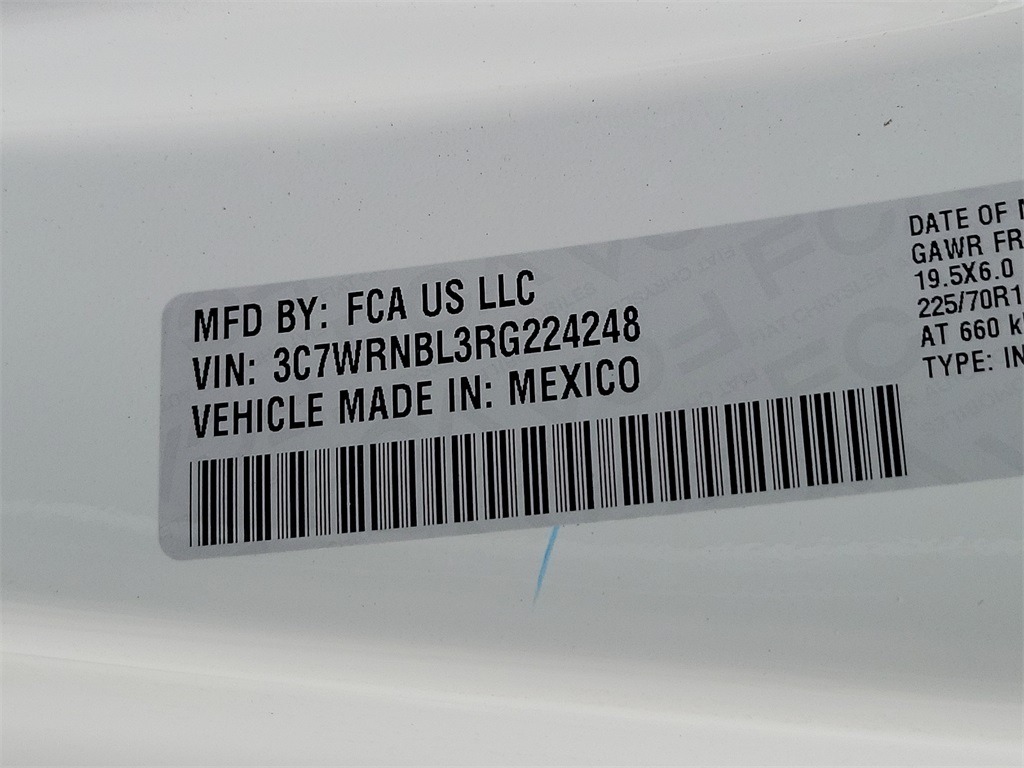 MFD BY: FCA US LLC
VIN: 3C7WRNBL3RG224248
VEHICLE MADE IN: MEXICO
DATE OF
GAWR FR
19.5X6.0
225/70R1
AT 660
TYPE: IN